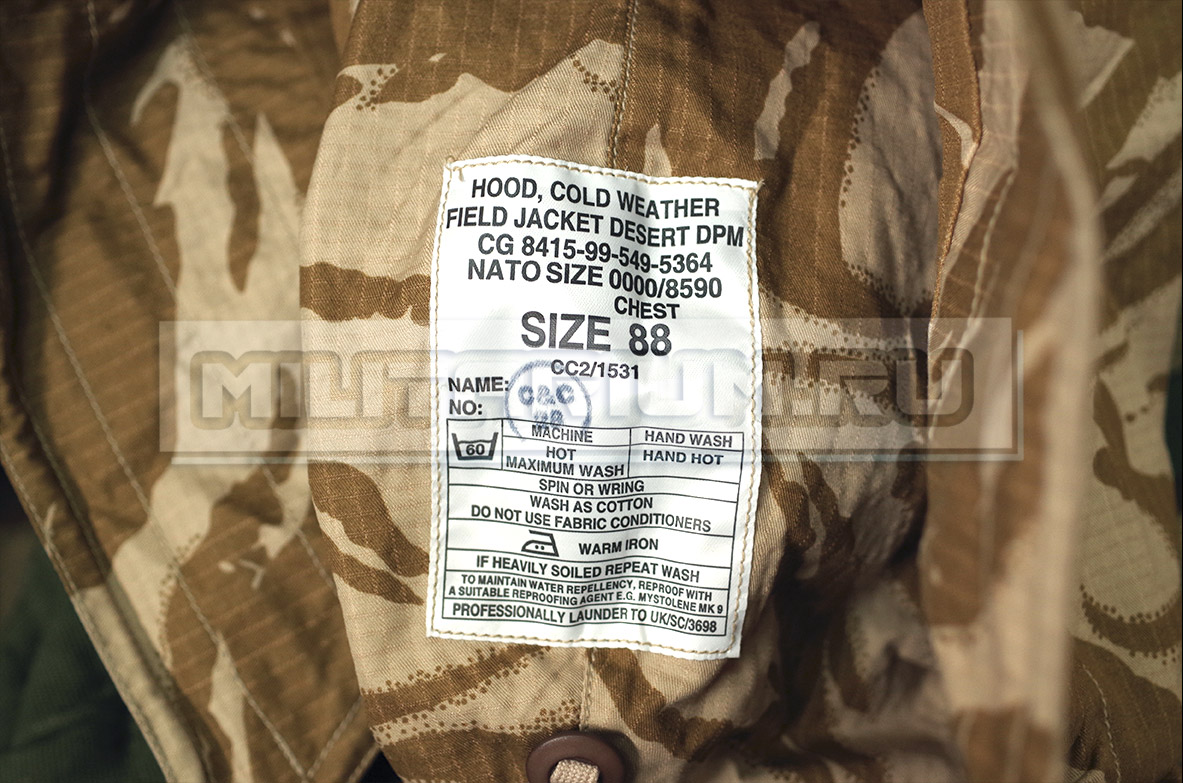 HOOD, COLD WEATHER
FIELD JACKET DESERT DPM
CG 8415-99-549-5364
NATO SIZE 0000/8590
CHEST
SIZE 88
CC2/1531
NAME:
NO:
C&C
MACHINE HAND WASH
60 HOT HAND HOT
MAXIMUM WASH
SPIN OR WRING
WASH AS COTTON
DO NOT USE FABRIC CONDITIONERS
WARM IRON
IF HEAVILY SOILED REPEAT WASH
TO MAINTAIN WATER REPELLENCY, REPROOF WITH
A SUITABLE REPROOFING AGENT E.G. MYSTOLENE MK 9
PROFESSIONALLY LAUNDER TO UK/SC/3698